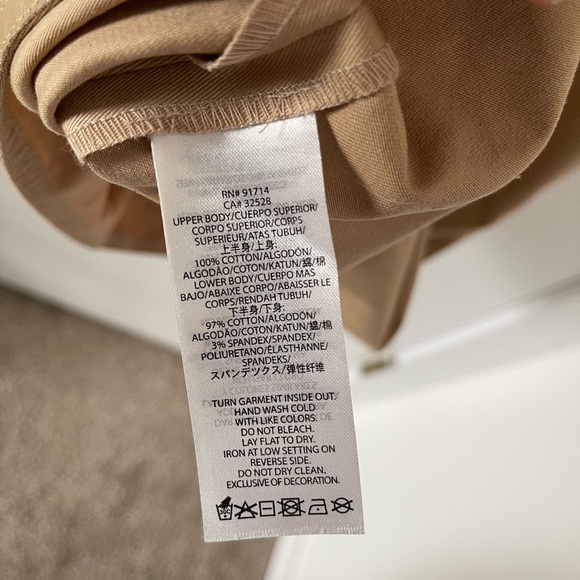 RN# 91714
CA# 32528
UPPER BODY/CUERPO SUPERIOR/
CORPO SUPERIOR/CORPS
SUPERIEUR/ATAS TUBUH/
上半身/上身:
100% COTTON/ALGODÓN/
ALGODÃO/COTON/KATUN/綿/棉
LOWER BODY/CUERPO MAS
BAJO/ABAIXE CORPO/ABAISSER LE
CORPS/RENDAH TUBUH/
下半身/下身:
97% COTTON/ALGODÓN/
ALGODÃO/COTON/KATUN/綿/棉
3% SPANDEX/SPANDEX/
POLIURETANO/ÉLASTHANNE/
SPANDEKS/
スパンデックス/弹性纤维
TURN GARMENT INSIDE OUT.
HAND WASH COLD
WITH LIKE COLORS.
DO NOT BLEACH.
LAY FLAT TO DRY.
IRON AT LOW SETTING ON
REVERSE SIDE.
DO NOT DRY CLEAN.
EXCLUSIVE OF DECORATION.